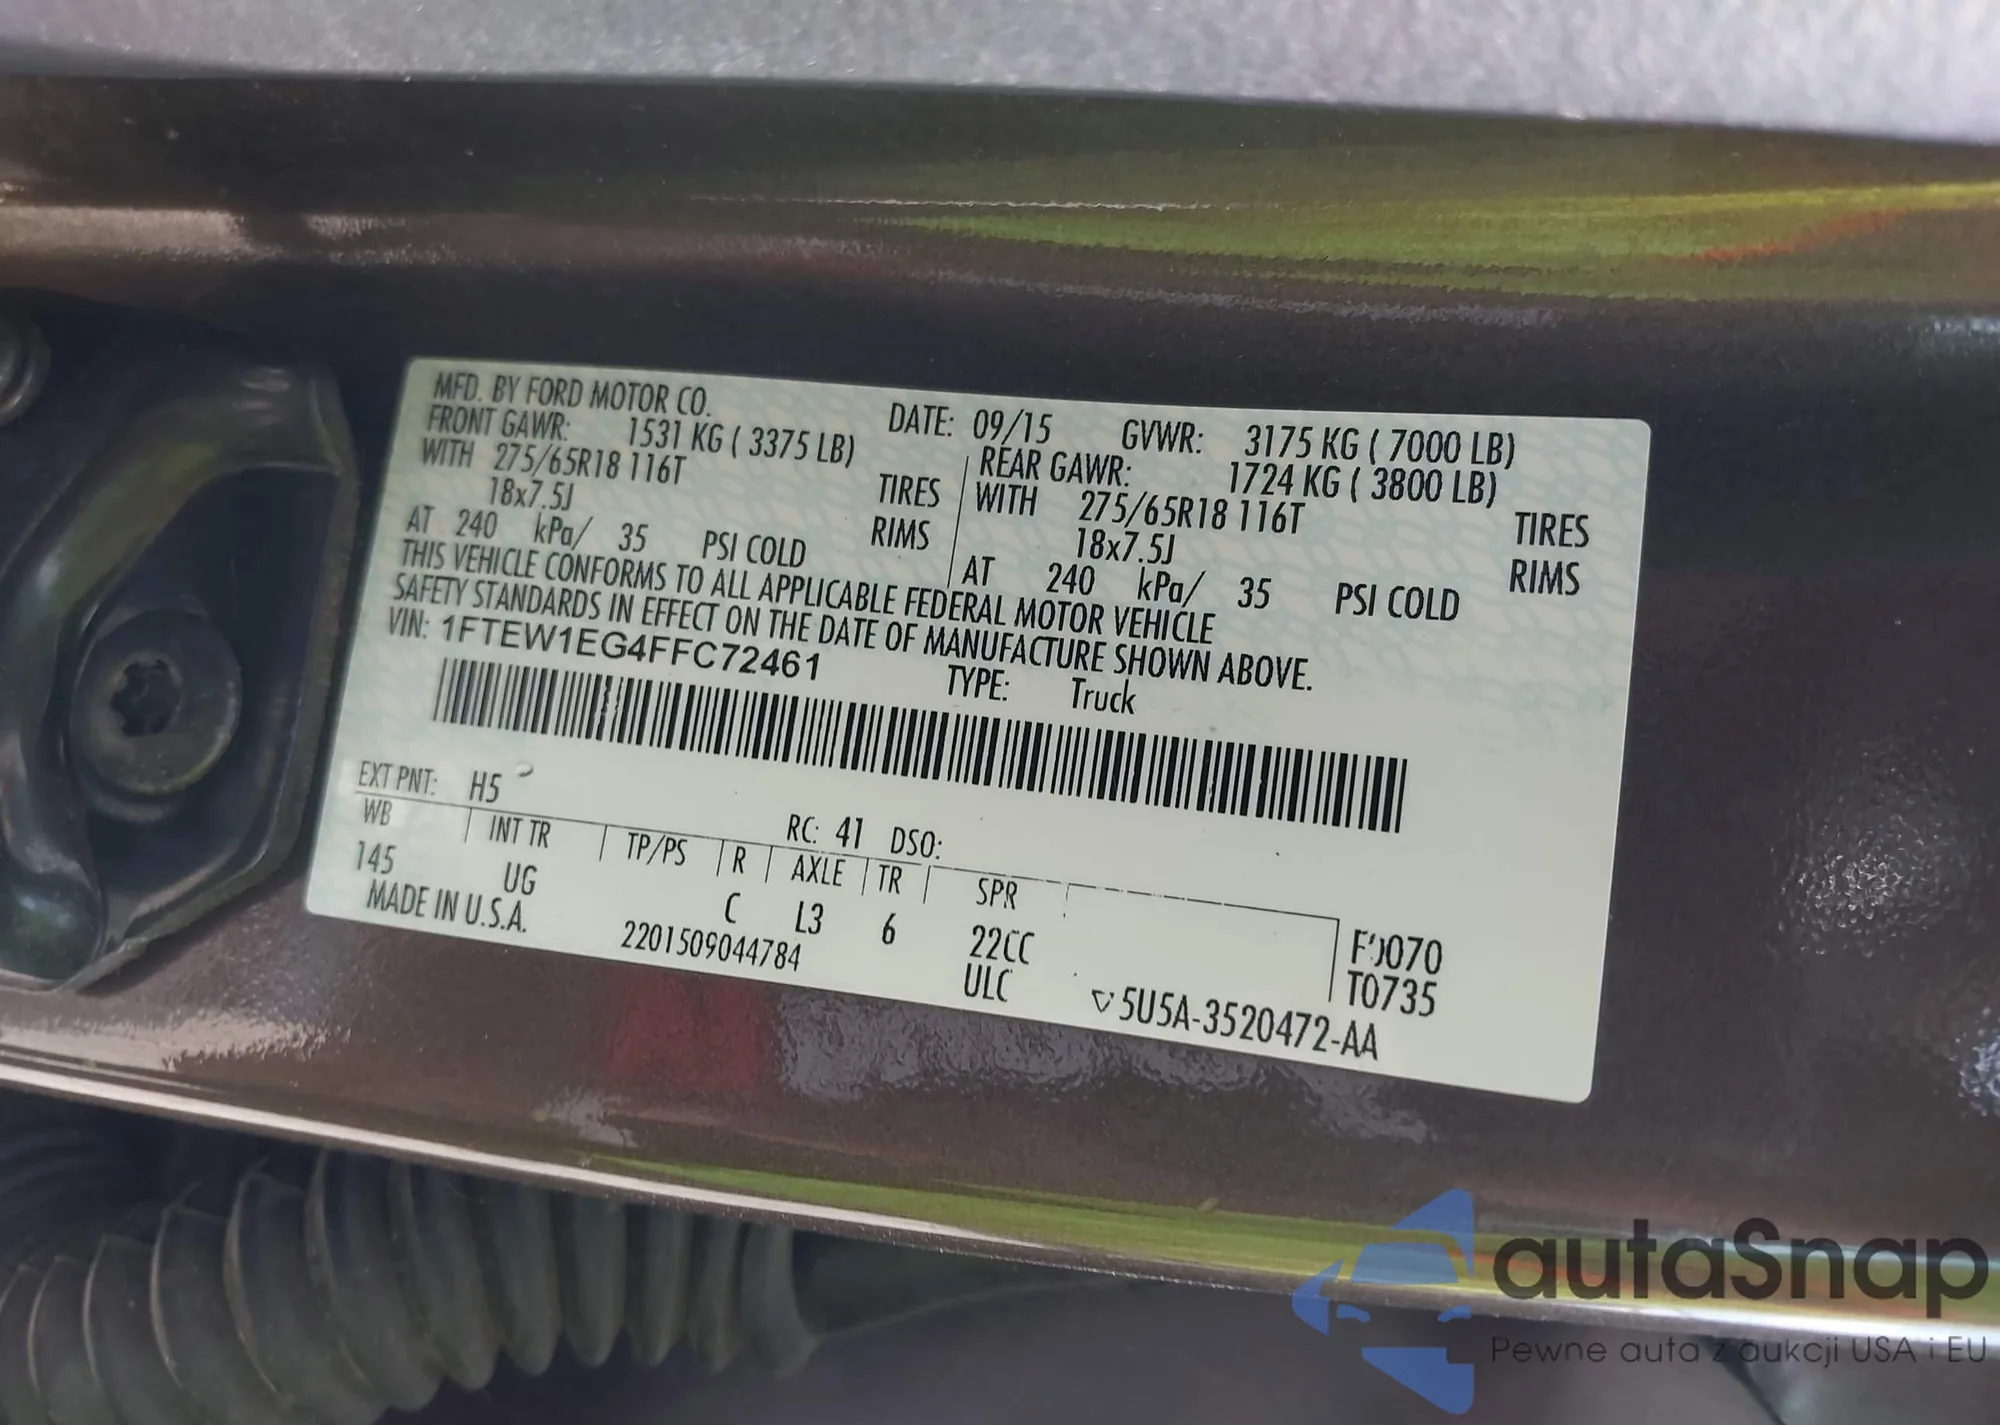 MFD. BY FORD MOTOR CO. DATE: 09/15 GVWR: 3175 KG ( 7000 LB)
FRONT GAWR: 1531 KG ( 3375 LB) REAR GAWR: 1724 KG ( 3800 LB)
WITH 275/65R18 116T TIRES WITH 275/65R18 116T TIRES
18x7.5J RIMS 18x7.5J RIMS
AT 240 kPa/ 35 PSI COLD AT 240 kPa/ 35 PSI COLD
THIS VEHICLE CONFORMS TO ALL APPLICABLE FEDERAL MOTOR VEHICLE
SAFETY STANDARDS IN EFFECT ON THE DATE OF MANUFACTURE SHOWN ABOVE.
VIN: 1FTEW1EG4FFC72461 TYPE: Truck
EXT PNT: H5 RC: 41 DSO:
WB INT TR TP/PS R AXLE TR SPR
145 UG C L3 6 22CC F0070
MADE IN U.S.A. 2201509044784 ULC T0735
5U5A-3520472-AA
autaSnap
Pewne auta z aukcji USA i EU